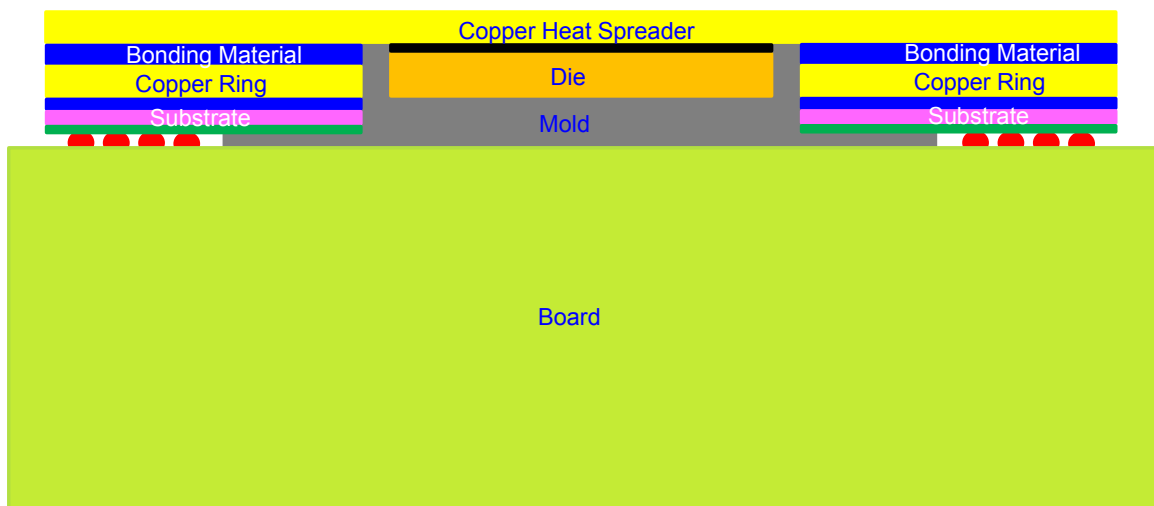 Copper Heat Spreader
Bonding Material
Bonding Material
Copper Ring
Die
Copper Ring
Substrate
Mold
Substrate
Board